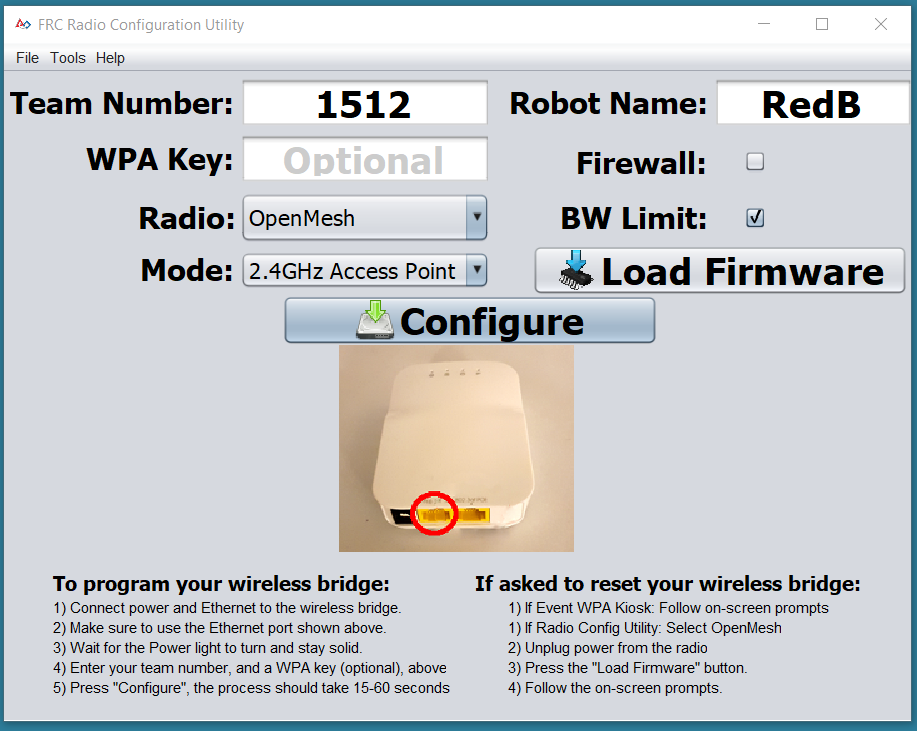 FRC Radio Configuration Utility
File Tools Help
Team Number: 1512 Robot Name: RedB
WPA Key: Optional Firewall:
Radio: OpenMesh BW Limit:
Mode: 2.4GHz Access Point Load Firmware
Configure
To program your wireless bridge:
1) Connect power and Ethernet to the wireless bridge.
2) Make sure to use the Ethernet port shown above.
3) Wait for the Power light to turn and stay solid.
4) Enter your team number, and a WPA key (optional), above
5) Press "Configure", the process should take 15-60 seconds
If asked to reset your wireless bridge:
1) If Event WPA Kiosk: Follow on-screen prompts
1) If Radio Config Utility: Select OpenMesh
2) Unplug power from the radio
3) Press the "Load Firmware" button.
4) Follow the on-screen prompts.